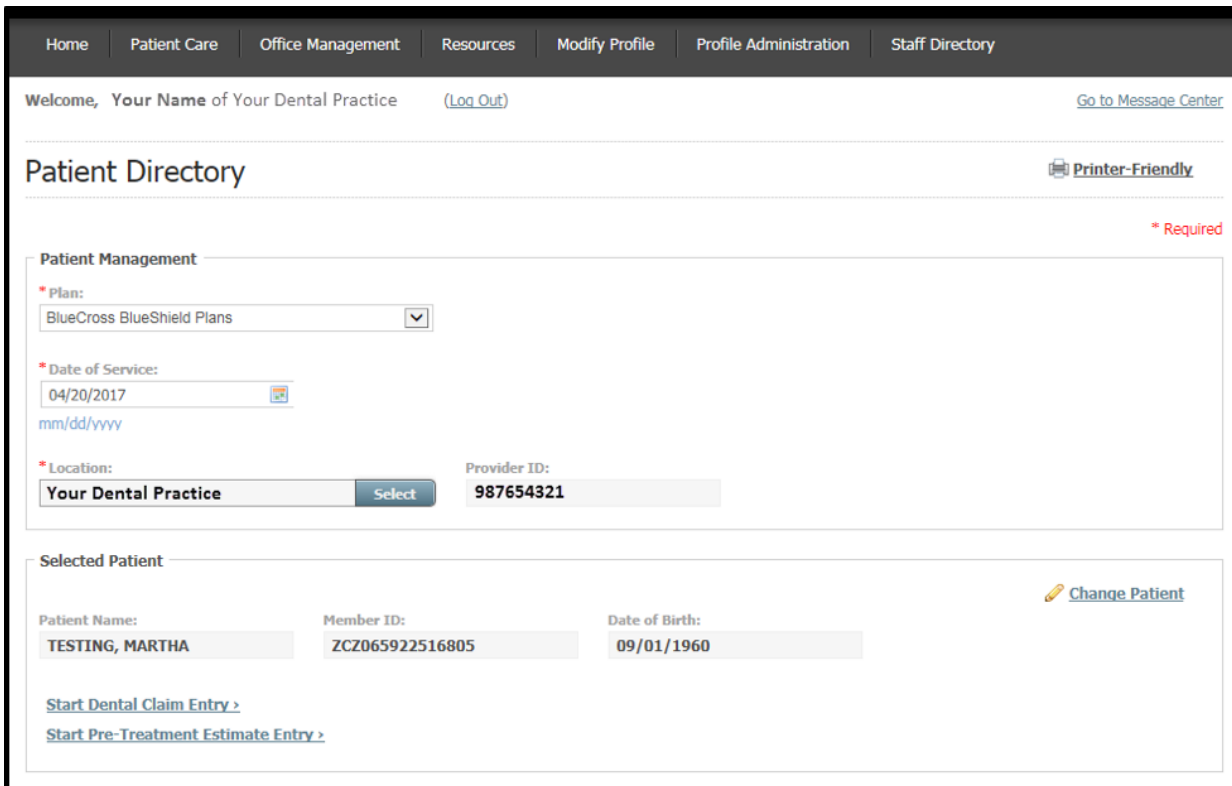 Home Patient Care Office Management Resources Modify Profile Profile Administration Staff Directory
Welcome, Your Name of Your Dental Practice (Log Out) Go to Message Center
Patient Directory Printer-Friendly
* Required
Patient Management
* Plan:
BlueCross BlueShield Plans
* Date of Service:
04/20/2017
mm/dd/yyyy
* Location: Provider ID:
Your Dental Practice Select 987654321
Selected Patient
Change Patient
Patient Name: Member ID: Date of Birth:
TESTING, MARTHA ZCZ065922516805 09/01/1960
Start Dental Claim Entry ›
Start Pre-Treatment Estimate Entry ›